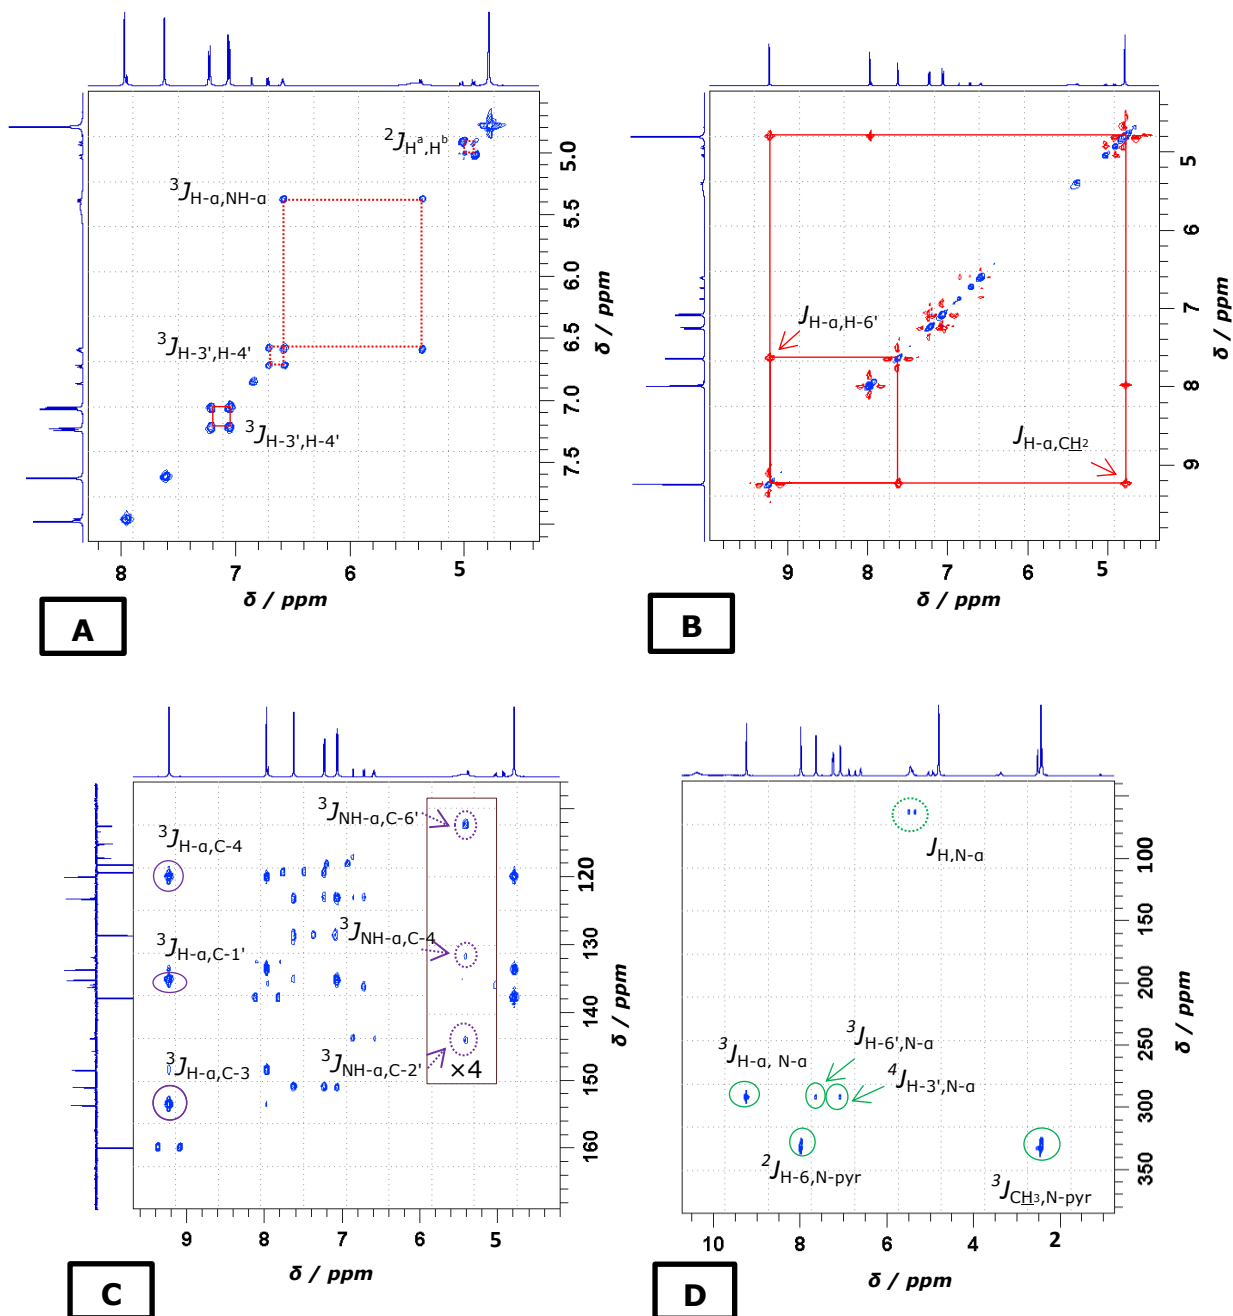 ²J_Hᵃ,Hᵇ
³J_H-a,NH-a
³J_H-3',H-4'
³J_H-3',H-4'
5.0
5.5
6.0
6.5
7.0
7.5
δ / ppm
8 7 6 5
δ / ppm
A
J_H-a,H-6'
J_H-a,CH2
5
6
7
8
9
δ / ppm
9 8 7 6 5
δ / ppm
B
³J_NH-a,C-6'
³J_H-a,C-4
³J_NH-a,C-4
³J_H-a,C-1'
³J_NH-a,C-2'
³J_H-a,C-3
×4
120
130
140
150
160
δ / ppm
9 8 7 6 5
δ / ppm
C
J_H,N-a
³J_H-6',N-a
³J_H-a, N-a
⁴J_H-3',N-a
²J_H-6,N-pyr
³J_CH3,N-pyr
100
150
200
250
300
350
δ / ppm
10 8 6 4 2
δ / ppm
D